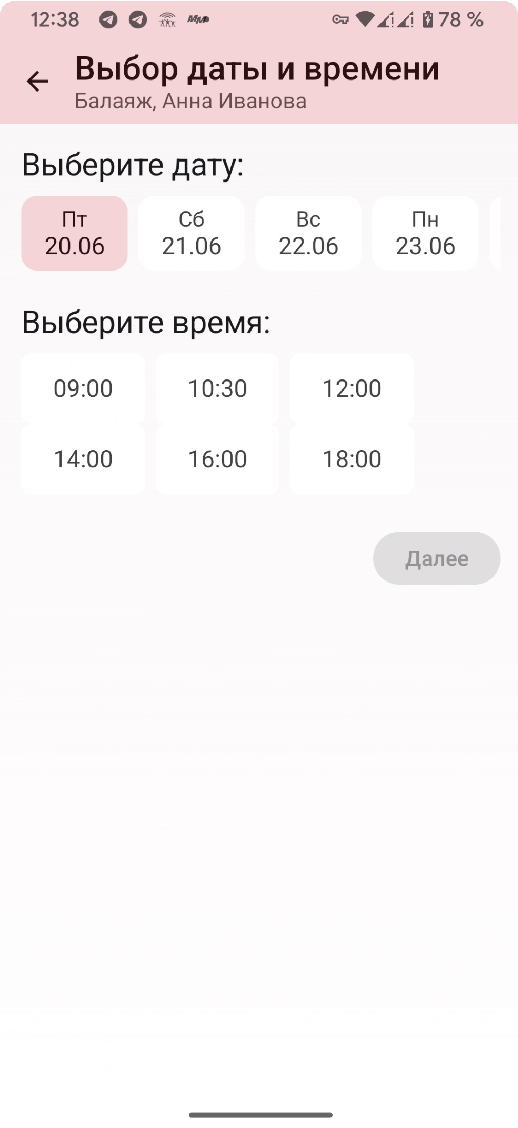 12:38 78 %
Выбор даты и времени
Балаяж, Анна Иванова
Выберите дату:
Пт Сб Вс Пн
20.06 21.06 22.06 23.06
Выберите время:
09:00 10:30 12:00
14:00 16:00 18:00
Далее